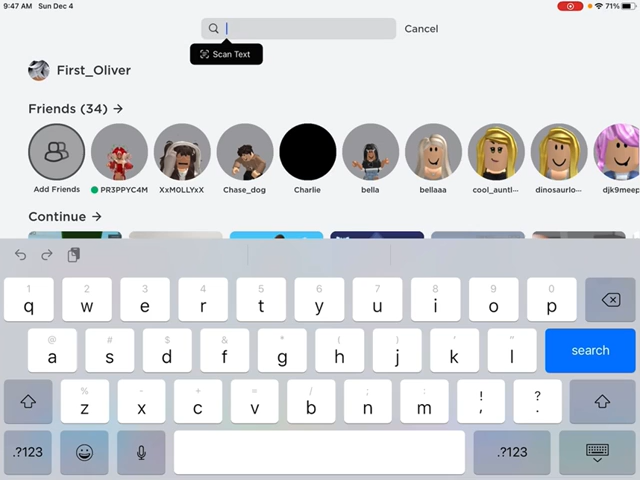 9:47 AM Sun Dec 4
71%
Cancel
Scan Text
First_Oliver
Friends (34) →
Add Friends
PR3PPYC4M
XxM0LLYxX
Chase_dog
Charlie
bella
bellaaa
cool_auntl...
dinosaurlo...
djk9meep
Continue →
1 2 3 4 5 6 7 8 9 0
q w e r t y u i o p
@ # $ & * ( ) ' "
a s d f g h j k l
search
% - + = / ; : ! ?
z x c v b n m , .
.?123
.?123